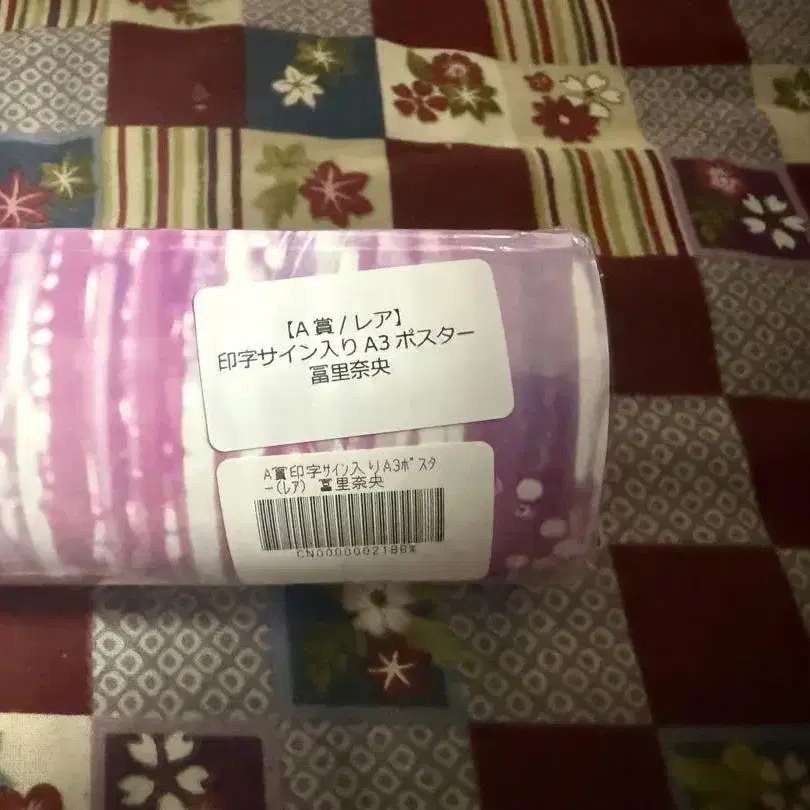 【A賞/レア】
印字サイン入りA3ポスター
冨里奈央
A賞印字ｻｲﾝ入りA3ﾎﾟｽﾀ
ｰ(ﾚｱ) 冨里奈央